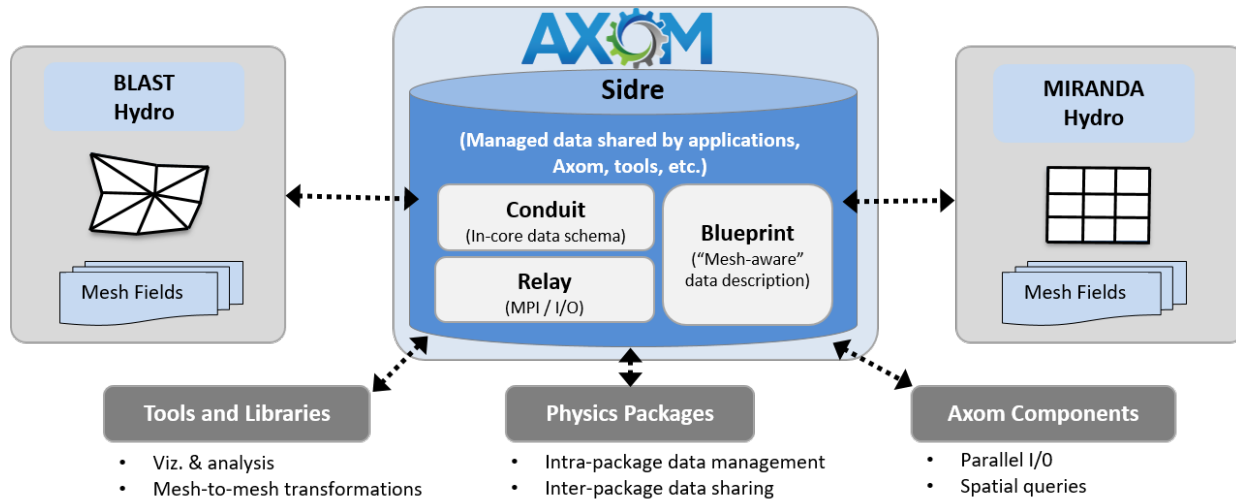 AXOM
BLAST
Hydro
Mesh Fields
Sidre
(Managed data shared by applications,
Axom, tools, etc.)
Conduit
(In-core data schema)
Relay
(MPI / I/O)
Blueprint
(“Mesh-aware”
data description)
MIRANDA
Hydro
Mesh Fields
Tools and Libraries
• Viz. & analysis
• Mesh-to-mesh transformations
Physics Packages
• Intra-package data management
• Inter-package data sharing
Axom Components
• Parallel I/0
• Spatial queries